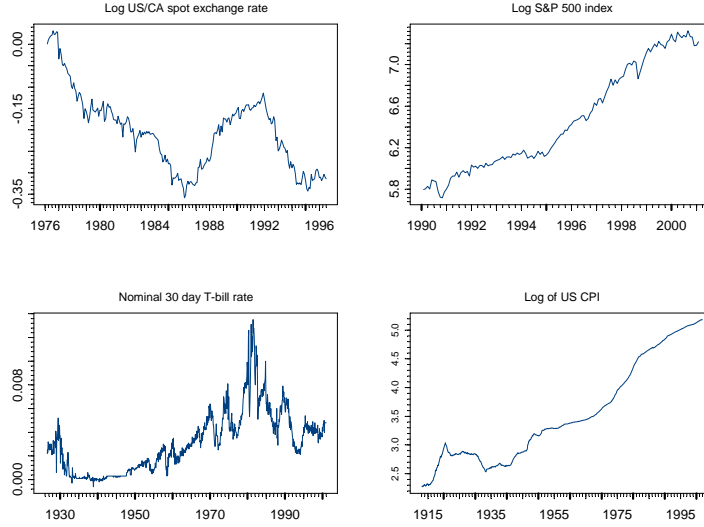 Log US/CA spot exchange rate
0.00
-0.15
-0.35
1976 1980 1984 1988 1992 1996
Log S&P 500 index
7.0
6.6
6.2
5.8
1990 1992 1994 1996 1998 2000
Nominal 30 day T-bill rate
0.008
0.000
1930 1950 1970 1990
Log of US CPI
5.0
4.5
4.0
3.5
3.0
2.5
1915 1935 1955 1975 1995